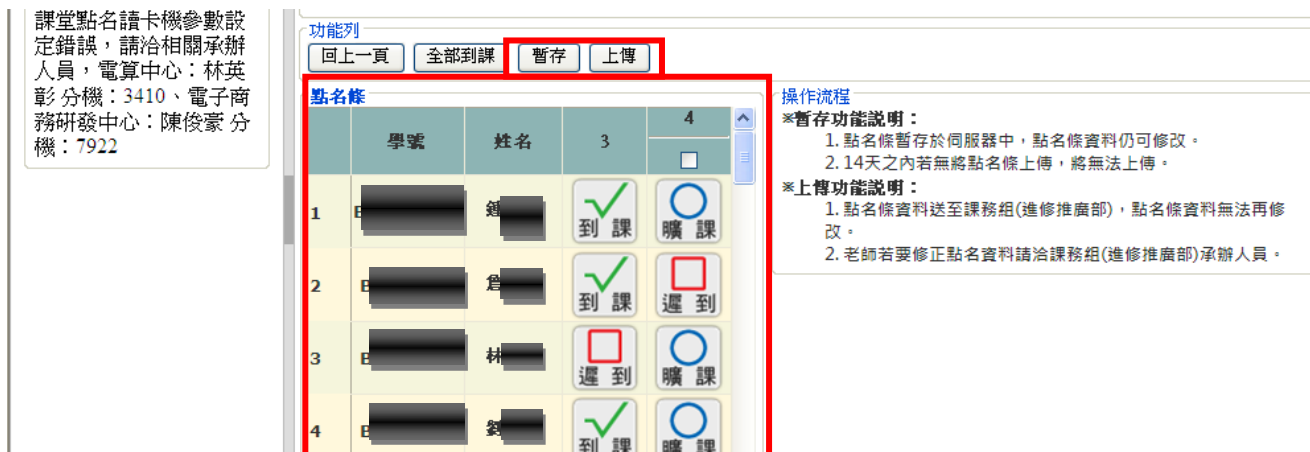 課堂點名讀卡機參數設
定錯誤，請洽相關承辦
人員，電算中心：林英
彰 分機：3410、電子商
務研發中心：陳俊豪 分
機：7922
功能列
回上一頁 全部到課 暫存 上傳
點名條
學號 姓名 3 4
1 到 課 曠 課
2 到 課 遲 到
3 遲 到 曠 課
4 到 課 曠 課
操作流程
※暫存功能說明：
1. 點名條暫存於伺服器中，點名條資料仍可修改。
2. 14天之內若無將點名條上傳，將無法上傳。
※上傳功能說明：
1. 點名條資料送至課務組(進修推廣部)，點名條資料無法再修
改。
2. 老師若要修正點名資料請洽課務組(進修推廣部)承辦人員。